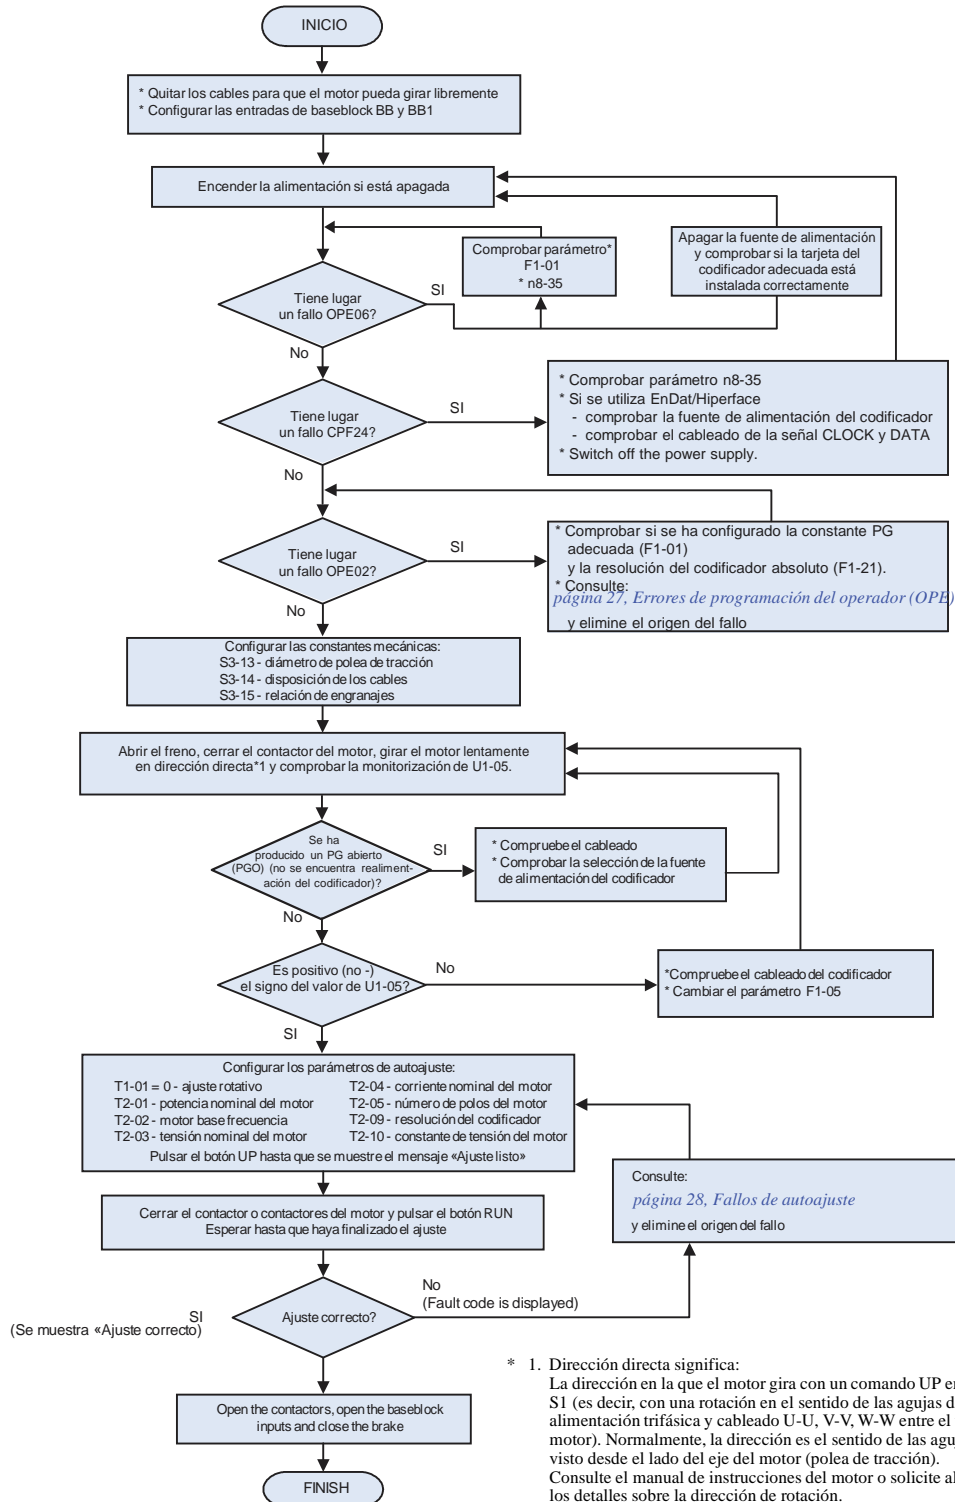 INICIO
* Quitar los cables para que el motor pueda girar libremente
* Configurar las entradas de baseblock BB y BB1
Encender la alimentación si está apagada
Comprobar parámetro*
F1-01
* n8-35
Apagar la fuente de alimentación
y comprobar si la tarjeta del
codificador adecuada está
instalada correctamente
Tiene lugar
un fallo OPE06?
SI
No
Tiene lugar
un fallo CPF24?
SI
No
* Comprobar parámetro n8-35
* Si se utiliza EnDat/Hiperface
- comprobar la fuente de alimentación del codificador
- comprobar el cableado de la señal CLOCK y DATA
* Switch off the power supply.
Tiene lugar
un fallo OPE02?
SI
No
* Comprobar si se ha configurado la constante PG
adecuada (F1-01)
y la resolución del codificador absoluto (F1-21).
* Consulte:
página 27, Errores de programación del operador (OPE)
y elimine el origen del fallo
Configurar las constantes mecánicas:
S3-13 - diámetro de polea de tracción
S3-14 - disposición de los cables
S3-15 - relación de engranajes
Abrir el freno, cerrar el contactor del motor, girar el motor lentamente
en dirección directa*1 y comprobar la monitorización de U1-05.
Se ha
producido un PG abierto
(PGO) (no se encuentra realiment-
ación del codificador)?
SI
No
* Compruebe el cableado
* Comprobar la selección de la fuente
de alimentación del codificador
Es positivo (no -)
el signo del valor de U1-05?
No
SI
*Compruebe el cableado del codificador
* Cambiar el parámetro F1-05
Configurar los parámetros de autoajuste:
T1-01 = 0 - ajuste rotativo T2-04 - corriente nominal del motor
T2-01 - potencia nominal del motor T2-05 - número de polos del motor
T2-02 - motor base frecuencia T2-09 - resolución del codificador
T2-03 - tensión nominal del motor T2-10 - constante de tensión del motor
Pulsar el botón UP hasta que se muestre el mensaje «Ajuste listo»
Consulte:
página 28, Fallos de autoajuste
y elimine el origen del fallo
Cerrar el contactor o contactores del motor y pulsar el botón RUN
Esperar hasta que haya finalizado el ajuste
Ajuste correcto?
No
(Fault code is displayed)
SI
(Se muestra «Ajuste correcto)
Open the contactors, open the baseblock
inputs and close the brake
FINISH
* 1. Dirección directa significa:
La dirección en la que el motor gira con un comando UP en
S1 (es decir, con una rotación en el sentido de las agujas d
alimentación trifásica y cableado U-U, V-V, W-W entre el
motor). Normalmente, la dirección es el sentido de las agu
visto desde el lado del eje del motor (polea de tracción).
Consulte el manual de instrucciones del motor o solicite al
los detalles sobre la dirección de rotación.